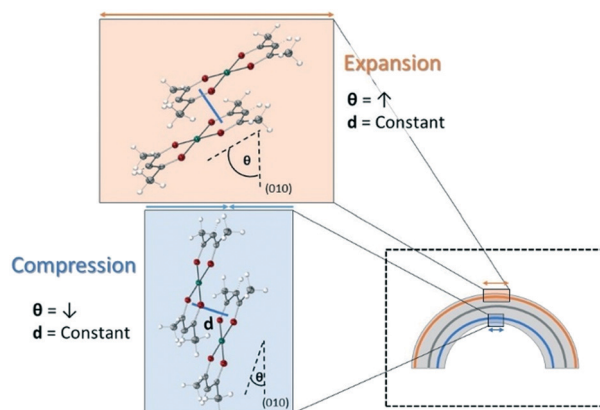 Expansion
θ = ↑
d = Constant
θ
(010)
Compression
θ = ↓
d = Constant
d
θ
(010)